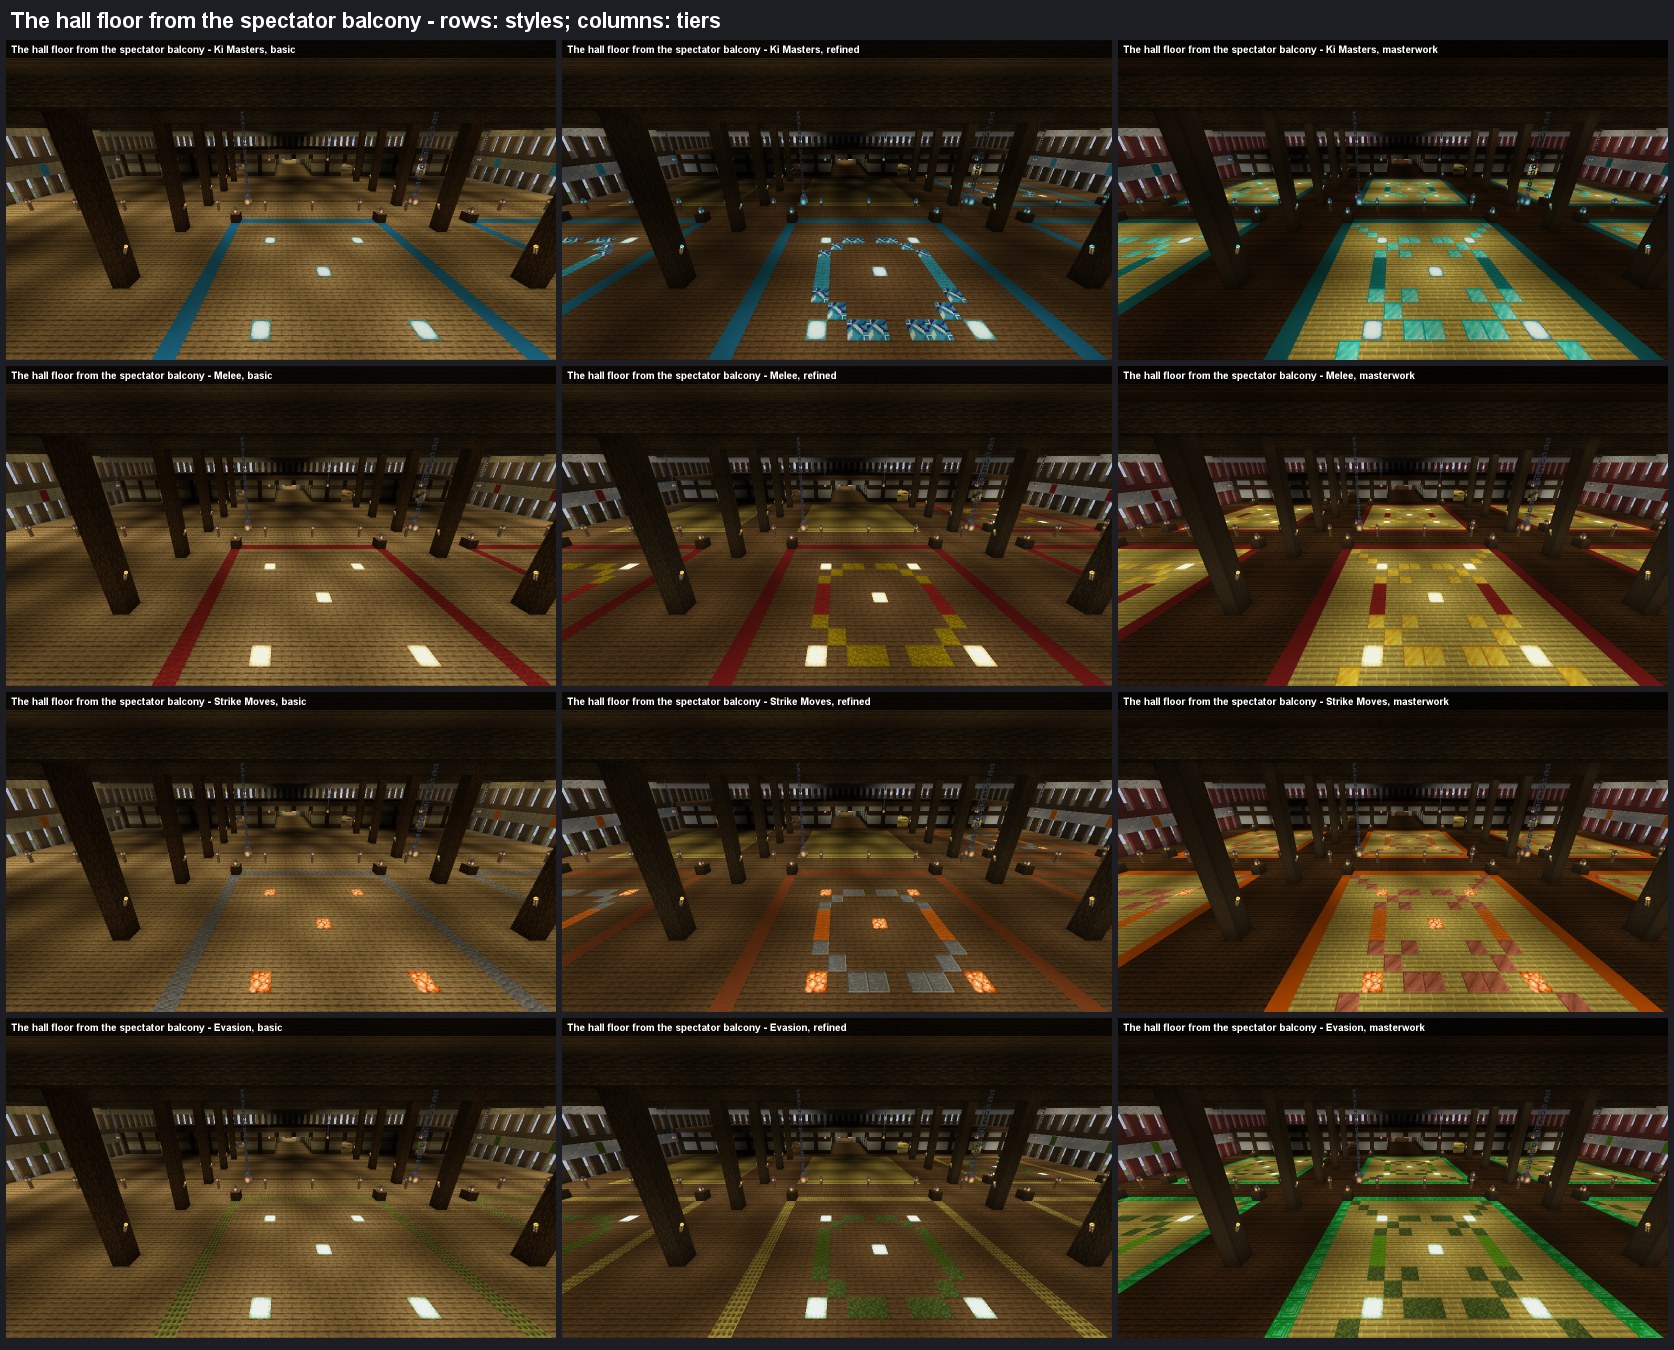 The hall floor from the spectator balcony - rows: styles; columns: tiers
The hall floor from the spectator balcony - Ki Masters, basic
The hall floor from the spectator balcony - Ki Masters, refined
The hall floor from the spectator balcony - Ki Masters, masterwork
The hall floor from the spectator balcony - Melee, basic
The hall floor from the spectator balcony - Melee, refined
The hall floor from the spectator balcony - Melee, masterwork
The hall floor from the spectator balcony - Strike Moves, basic
The hall floor from the spectator balcony - Strike Moves, refined
The hall floor from the spectator balcony - Strike Moves, masterwork
The hall floor from the spectator balcony - Evasion, basic
The hall floor from the spectator balcony - Evasion, refined
The hall floor from the spectator balcony - Evasion, masterwork